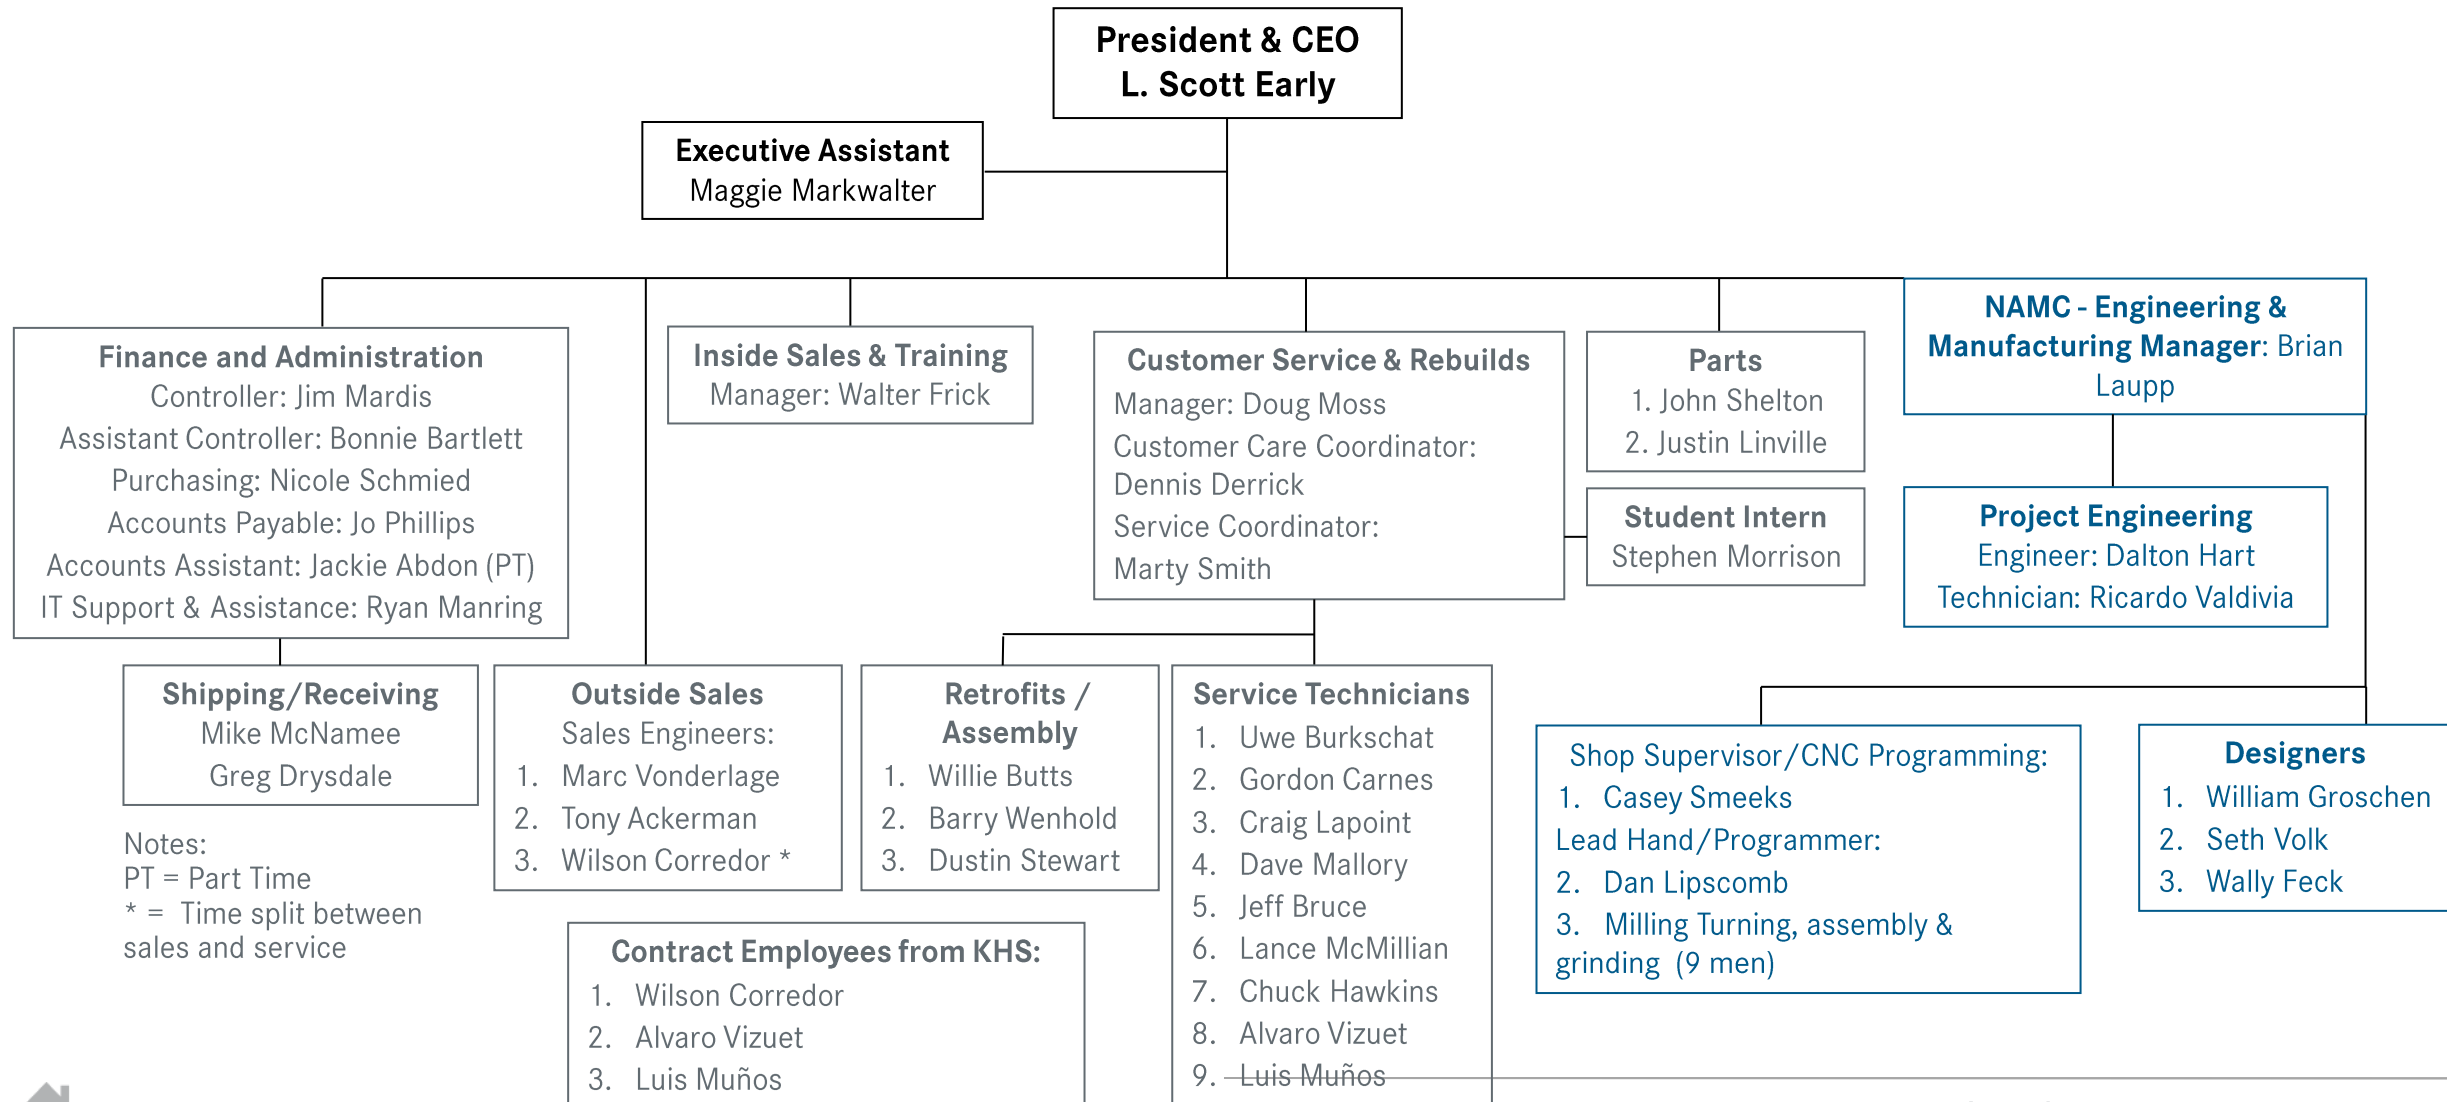 President & CEO
L. Scott Early
Executive Assistant
Maggie Markwalter
Finance and Administration
Controller: Jim Mardis
Assistant Controller: Bonnie Bartlett
Purchasing: Nicole Schmied
Accounts Payable: Jo Phillips
Accounts Assistant: Jackie Abdon (PT)
IT Support & Assistance: Ryan Manring
Inside Sales & Training
Manager: Walter Frick
Customer Service & Rebuilds
Manager: Doug Moss
Customer Care Coordinator:
Dennis Derrick
Service Coordinator:
Marty Smith
Parts
1. John Shelton
2. Justin Linville
Student Intern
Stephen Morrison
NAMC - Engineering &
Manufacturing Manager: Brian
Laupp
Project Engineering
Engineer: Dalton Hart
Technician: Ricardo Valdivia
Shipping/Receiving
Mike McNamee
Greg Drysdale
Notes:
PT = Part Time
* = Time split between
sales and service
Outside Sales
Sales Engineers:
1. Marc Vonderlage
2. Tony Ackerman
3. Wilson Corredor *
Retrofits /
Assembly
1. Willie Butts
2. Barry Wenhold
3. Dustin Stewart
Contract Employees from KHS:
1. Wilson Corredor
2. Alvaro Vizuet
3. Luis Muños
Service Technicians
1. Uwe Burkschat
2. Gordon Carnes
3. Craig Lapoint
4. Dave Mallory
5. Jeff Bruce
6. Lance McMillian
7. Chuck Hawkins
8. Alvaro Vizuet
9. Luis Muños
Shop Supervisor/CNC Programming:
1. Casey Smeeks
Lead Hand/Programmer:
2. Dan Lipscomb
3. Milling Turning, assembly &
grinding (9 men)
Designers
1. William Groschen
2. Seth Volk
3. Wally Feck